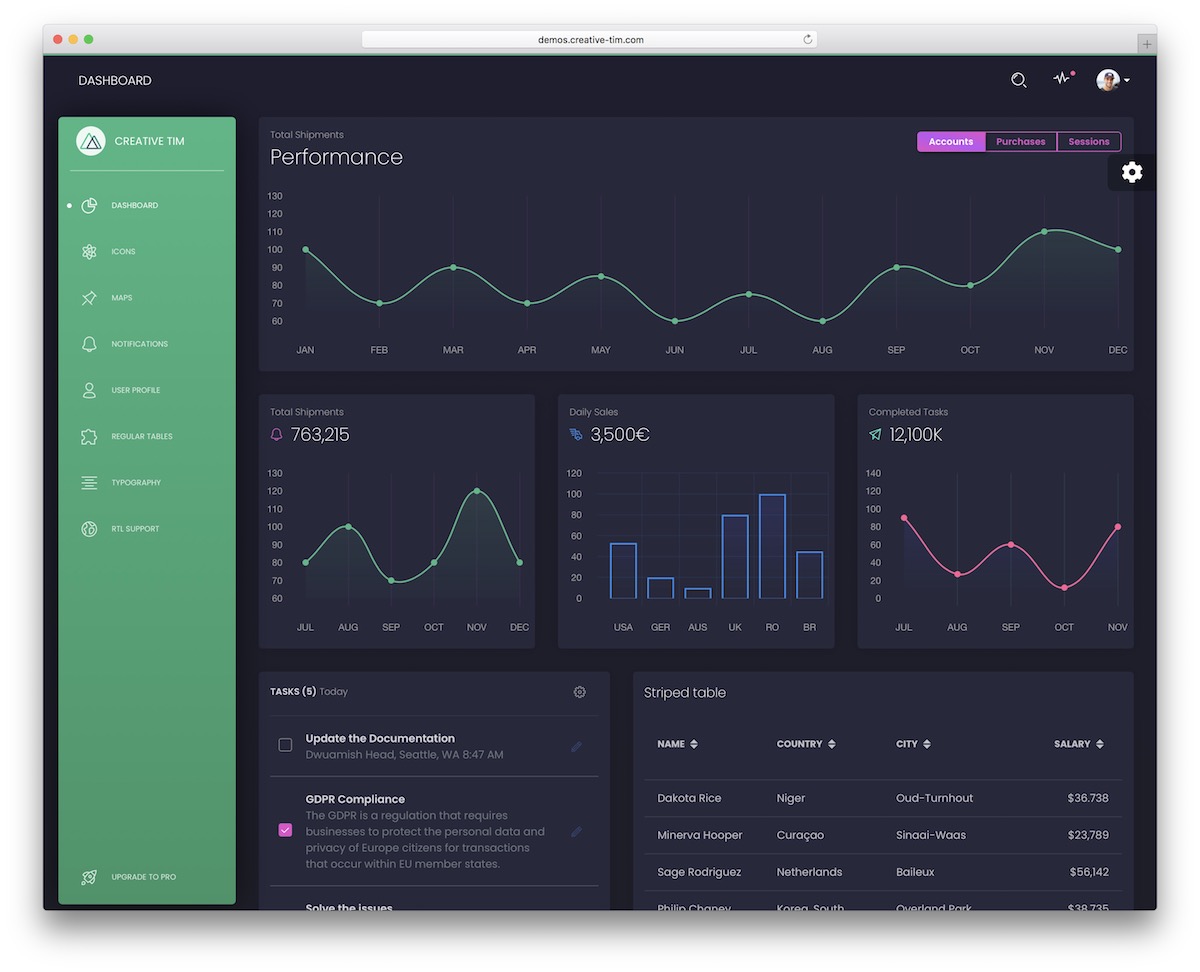 demos.creative-tim.com
DASHBOARD
CREATIVE TIM
DASHBOARD
ICONS
MAPS
NOTIFICATIONS
USER PROFILE
REGULAR TABLES
TYPOGRAPHY
RTL SUPPORT
UPGRADE TO PRO
Total Shipments
Performance
Accounts Purchases Sessions
130
120
110
100
90
80
70
60
JAN FEB MAR APR MAY JUN JUL AUG SEP OCT NOV DEC
Total Shipments
763,215
130
120
110
100
90
80
70
60
JUL AUG SEP OCT NOV DEC
Daily Sales
3,500€
120
100
80
60
40
20
0
USA GER AUS UK RO BR
Completed Tasks
12,100K
140
120
100
80
60
40
20
0
JUL AUG SEP OCT NOV
TASKS (5) Today
Update the Documentation
Dwuamish Head, Seattle, WA 8:47 AM
GDPR Compliance
The GDPR is a regulation that requires
businesses to protect the personal data and
privacy of Europe citizens for transactions
that occur within EU member states.
Solve the issues
Striped table
NAME COUNTRY CITY SALARY
Dakota Rice Niger Oud-Turnhout $36.738
Minerva Hooper Curaçao Sinaai-Waas $23,789
Sage Rodriguez Netherlands Baileux $56,142
Philip Chaney Korea, South Overland Park $38,735